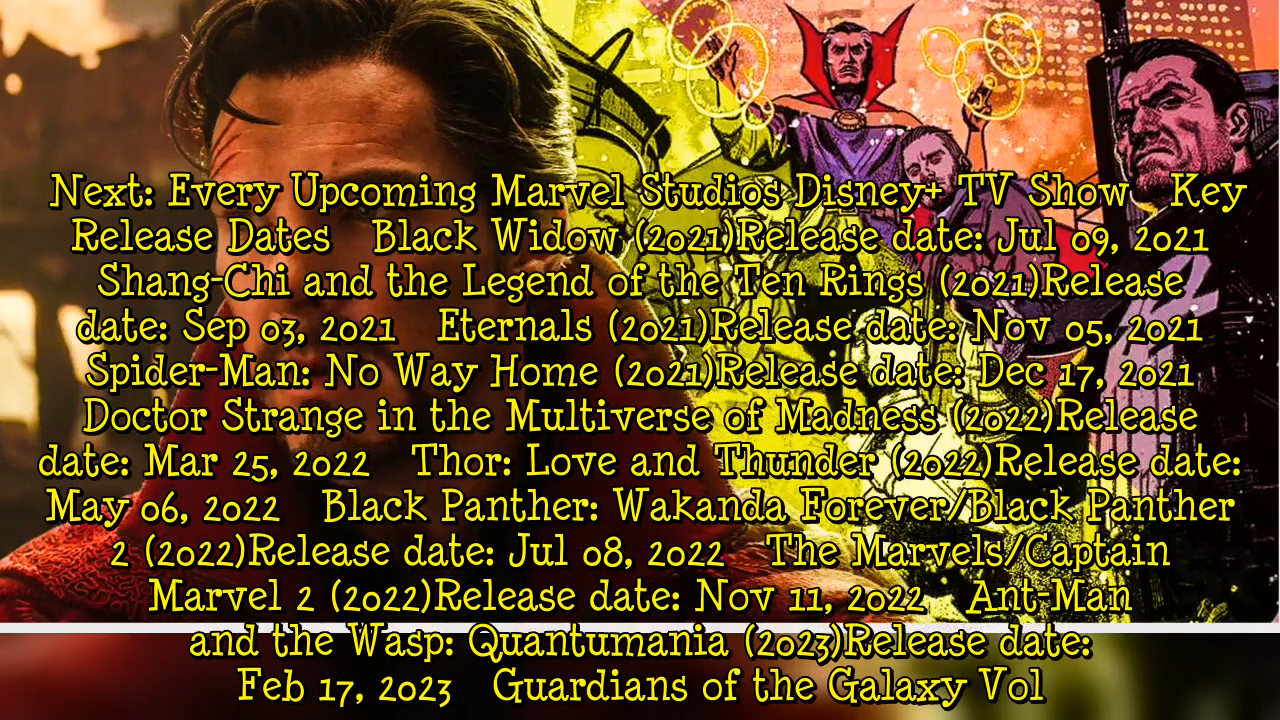 Next: Every Upcoming Marvel Studios Disney+ TV Show Key
Release Dates Black Widow (2021)Release date: Jul 09, 2021
Shang-Chi and the Legend of the Ten Rings (2021)Release
date: Sep 03, 2021 Eternals (2021)Release date: Nov 05, 2021
Spider-Man: No Way Home (2021)Release date: Dec 17, 2021
Doctor Strange in the Multiverse of Madness (2022)Release
date: Mar 25, 2022 Thor: Love and Thunder (2022)Release date:
May 06, 2022 Black Panther: Wakanda Forever/Black Panther
2 (2022)Release date: Jul 08, 2022 The Marvels/Captain
Marvel 2 (2022)Release date: Nov 11, 2022 Ant-Man
and the Wasp: Quantumania (2023)Release date:
Feb 17, 2023 Guardians of the Galaxy Vol